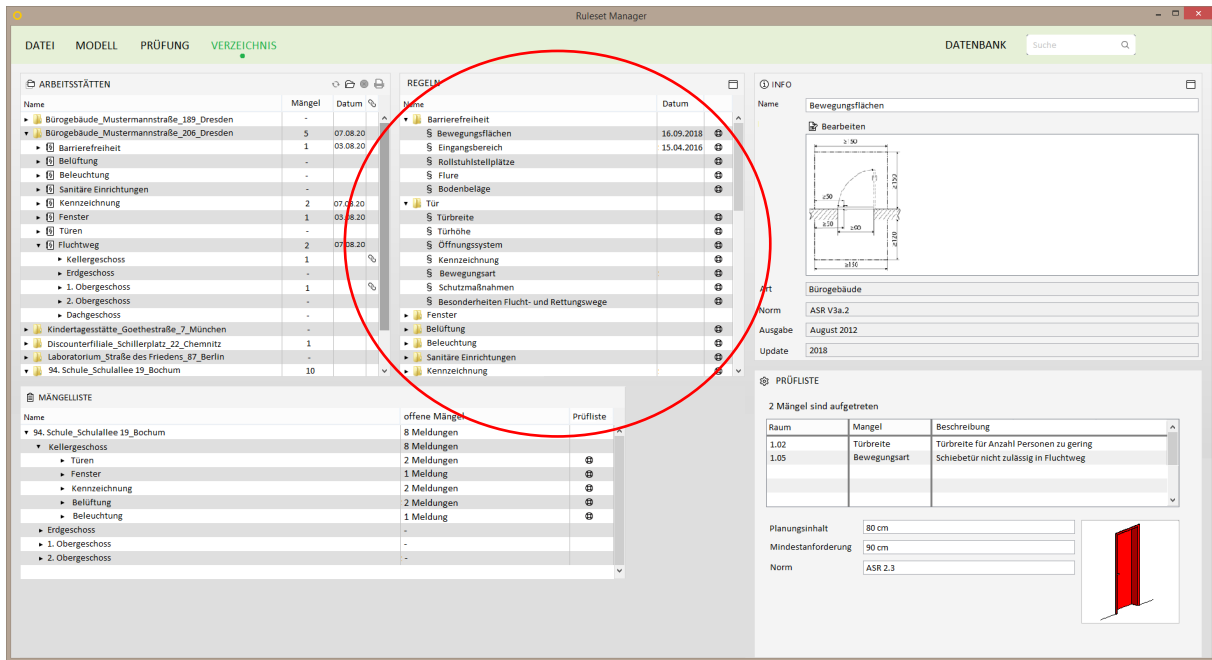 Ruleset Manager
DATEI MODELL PRÜFUNG VERZEICHNIS DATENBANK Suche
ARBEITSSTÄTTEN
Name Mängel Datum
Bürogebäude_Mustermannstraße_189_Dresden -
Bürogebäude_Mustermannstraße_206_Dresden 5 07.08.20
Barrierefreiheit 1 03.08.20
Belüftung -
Beleuchtung -
Sanitäre Einrichtungen -
Kennzeichnung 2 07.08.20
Fenster 1 03.08.20
Türen -
Fluchtweg 2 07.08.20
Kellergeschoss 1
Erdgeschoss -
1. Obergeschoss 1
2. Obergeschoss -
Dachgeschoss -
Kindertagesstätte_Goethestraße_7_München -
Discounterfiliale_Schillerplatz_22_Chemnitz 1
Laboratorium_Straße des Friedens_87_Berlin -
94. Schule_Schulallee 19_Bochum 10
REGELN
Name Datum
Barrierefreiheit
§ Bewegungsflächen 16.09.2018
§ Eingangsbereich 15.04.2016
§ Rollstuhlstellplätze
§ Flure
§ Bodenbeläge
Tür
§ Türbreite
§ Türhöhe
§ Öffnungssystem
§ Kennzeichnung
§ Bewegungsart
§ Schutzmaßnahmen
§ Besonderheiten Flucht- und Rettungswege
Fenster
Belüftung
Beleuchtung
Sanitäre Einrichtungen
Kennzeichnung
INFO
Name Bewegungsflächen
Bearbeiten
≥150
≥50
≥50
≥90
≥120
≥150
Art Bürogebäude
Norm ASR V3a.2
Ausgabe August 2012
Update 2018
MÄNGELLISTE
Name offene Mängel Prüfliste
94. Schule_Schulallee 19_Bochum 8 Meldungen
Kellergeschoss 8 Meldungen
Türen 2 Meldungen
Fenster 1 Meldung
Kennzeichnung 2 Meldungen
Belüftung 2 Meldungen
Beleuchtung 1 Meldung
Erdgeschoss -
1. Obergeschoss -
2. Obergeschoss -
PRÜFLISTE
2 Mängel sind aufgetreten
Raum Mangel Beschreibung
1.02 Türbreite Türbreite für Anzahl Personen zu gering
1.05 Bewegungsart Schiebetür nicht zulässig in Fluchtweg
Planungsinhalt 80 cm
Mindestanforderung 90 cm
Norm ASR 2.3